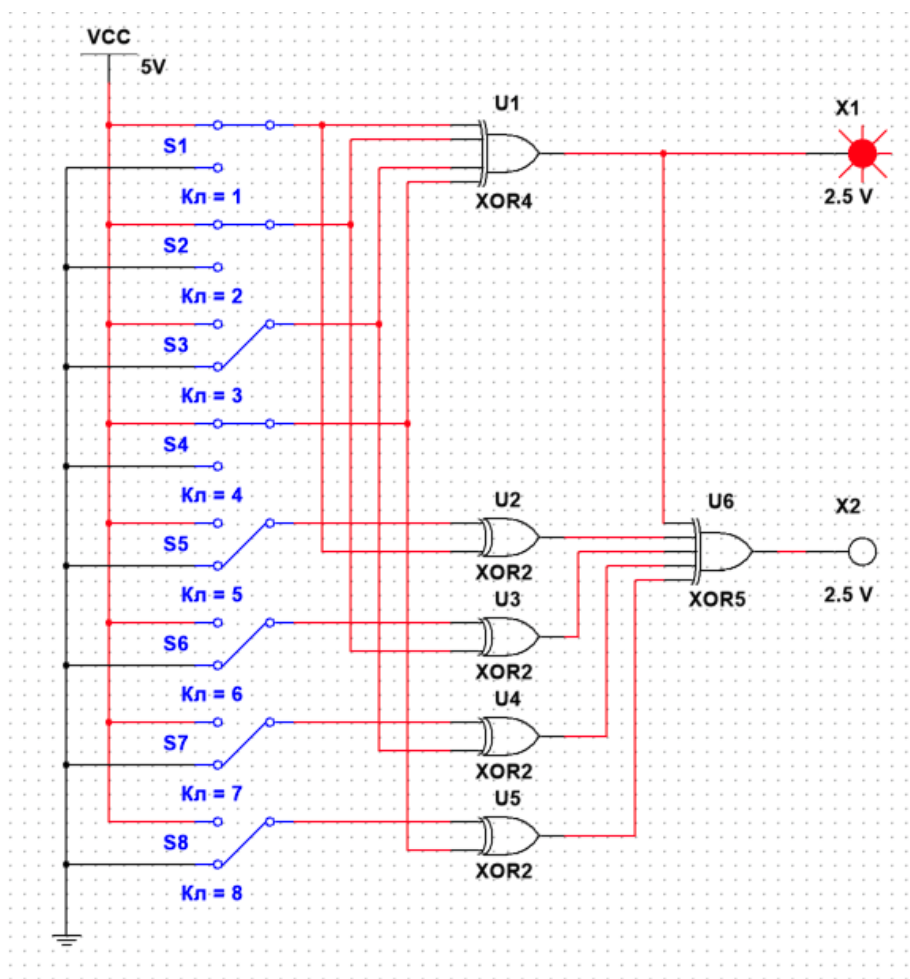 VCC
5V
S1
Кл = 1
S2
Кл = 2
S3
Кл = 3
S4
Кл = 4
S5
Кл = 5
S6
Кл = 6
S7
Кл = 7
S8
Кл = 8
U1
XOR4
U2
XOR2
U3
XOR2
U4
XOR2
U5
XOR2
U6
XOR5
X1
2.5 V
X2
2.5 V